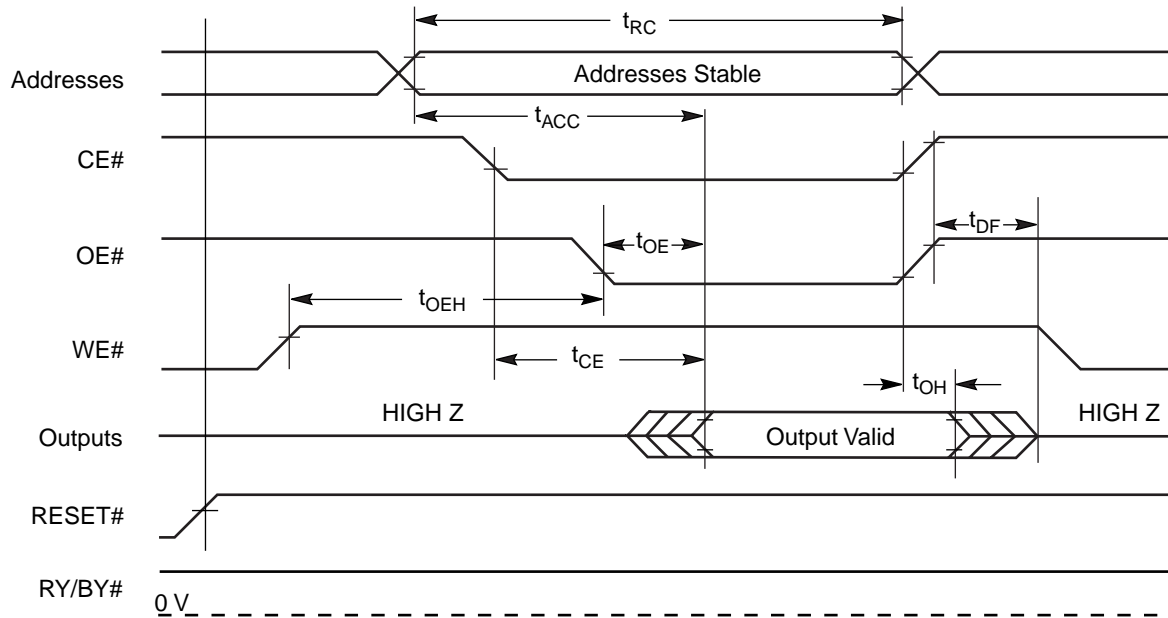 tRC
Addresses
Addresses Stable
tACC
CE#
tDF
OE#
tOE
tOEH
WE#
tCE
tOH
HIGH Z
HIGH Z
Outputs
Output Valid
RESET#
RY/BY#
0 V